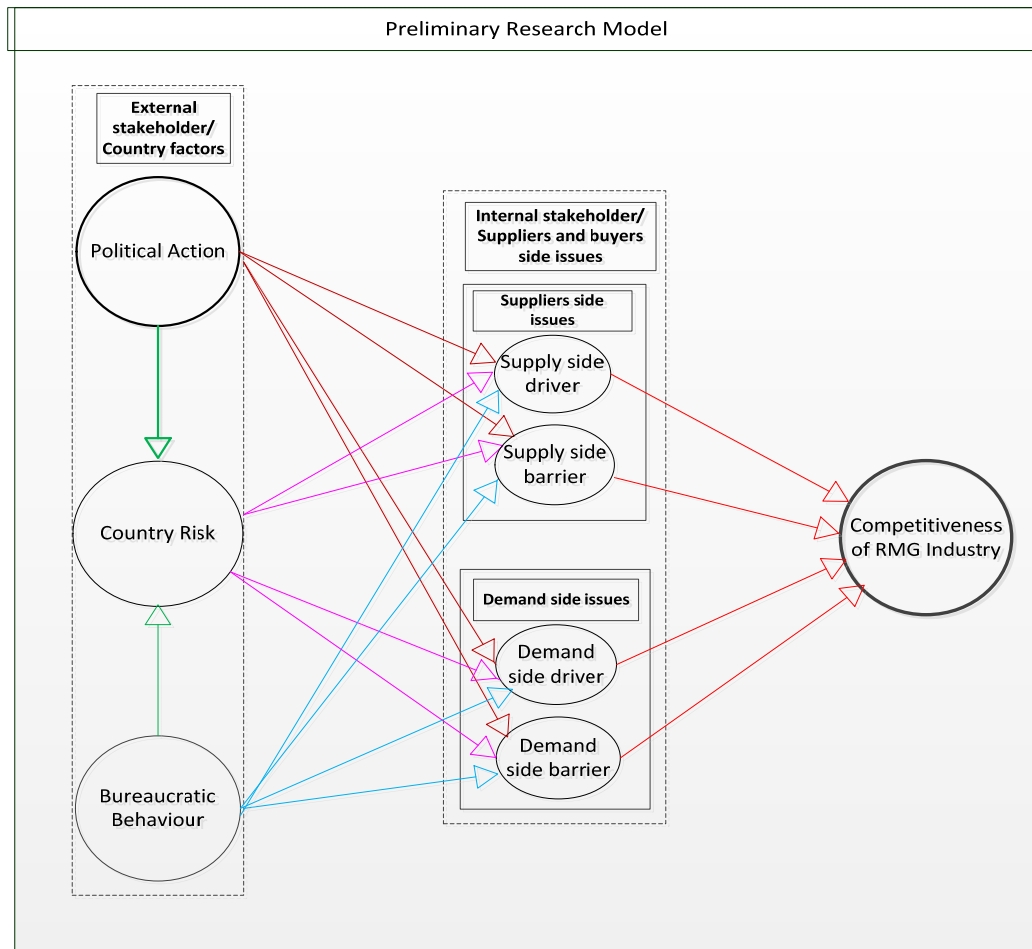 Preliminary Research Model
External
stakeholder/
Country factors
Political Action
Country Risk
Bureaucratic
Behaviour
Internal stakeholder/
Suppliers and buyers
side issues
Suppliers side
issues
Supply side
driver
Supply side
barrier
Demand side issues
Demand
side driver
Demand
side barrier
Competitiveness
of RMG Industry